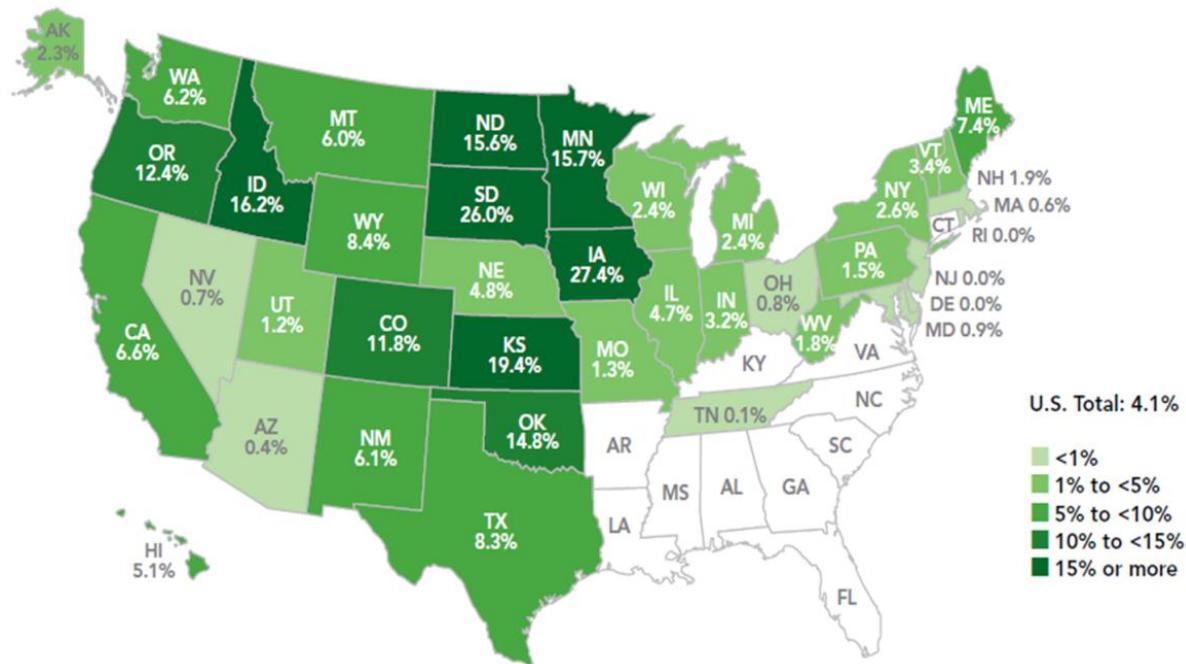 AK
2.3%
WA
6.2%
MT
6.0%
ND
15.6%
MN
15.7%
ME
7.4%
OR
12.4%
ID
16.2%
SD
26.0%
WI
2.4%
MI
2.4%
NY
2.6%
VT
3.4%
NH 1.9%
MA 0.6%
CT
RI 0.0%
WY
8.4%
IA
27.4%
NE
4.8%
PA
1.5%
NJ 0.0%
DE 0.0%
MD 0.9%
NV
0.7%
UT
1.2%
CO
11.8%
KS
19.4%
MO
1.3%
IL
4.7%
IN
3.2%
OH
0.8%
WV
1.8%
VA
KY
CA
6.6%
AZ
0.4%
NM
6.1%
OK
14.8%
AR
TN 0.1%
NC
SC
MS
AL
GA
LA
TX
8.3%
FL
HI
5.1%
U.S. Total: 4.1%
<1%
1% to <5%
5% to <10%
10% to <15%
15% or more